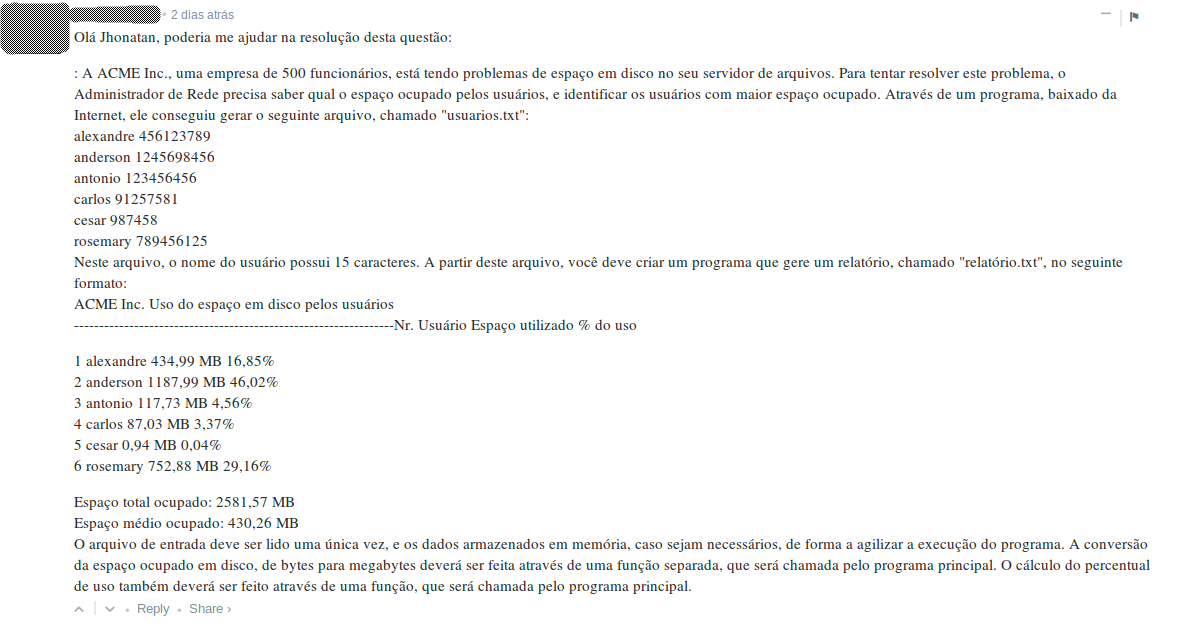 • 2 dias atrás
Olá Jhonatan, poderia me ajudar na resolução desta questão:
: A ACME Inc., uma empresa de 500 funcionários, está tendo problemas de espaço em disco no seu servidor de arquivos. Para tentar resolver este problema, o
Administrador de Rede precisa saber qual o espaço ocupado pelos usuários, e identificar os usuários com maior espaço ocupado. Através de um programa, baixado da
Internet, ele conseguiu gerar o seguinte arquivo, chamado "usuarios.txt":
alexandre 456123789
anderson 1245698456
antonio 123456456
carlos 91257581
cesar 987458
rosemary 789456125
Neste arquivo, o nome do usuário possui 15 caracteres. A partir deste arquivo, você deve criar um programa que gere um relatório, chamado "relatório.txt", no seguinte
formato:
ACME Inc. Uso do espaço em disco pelos usuários
----------------------------------------------------------------Nr. Usuário Espaço utilizado % do uso
1 alexandre 434,99 MB 16,85%
2 anderson 1187,99 MB 46,02%
3 antonio 117,73 MB 4,56%
4 carlos 87,03 MB 3,37%
5 cesar 0,94 MB 0,04%
6 rosemary 752,88 MB 29,16%
Espaço total ocupado: 2581,57 MB
Espaço médio ocupado: 430,26 MB
O arquivo de entrada deve ser lido uma única vez, e os dados armazenados em memória, caso sejam necessários, de forma a agilizar a execução do programa. A conversão
da espaço ocupado em disco, de bytes para megabytes deverá ser feita através de uma função separada, que será chamada pelo programa principal. O cálculo do percentual
de uso também deverá ser feito através de uma função, que será chamada pelo programa principal.
• Reply • Share ›